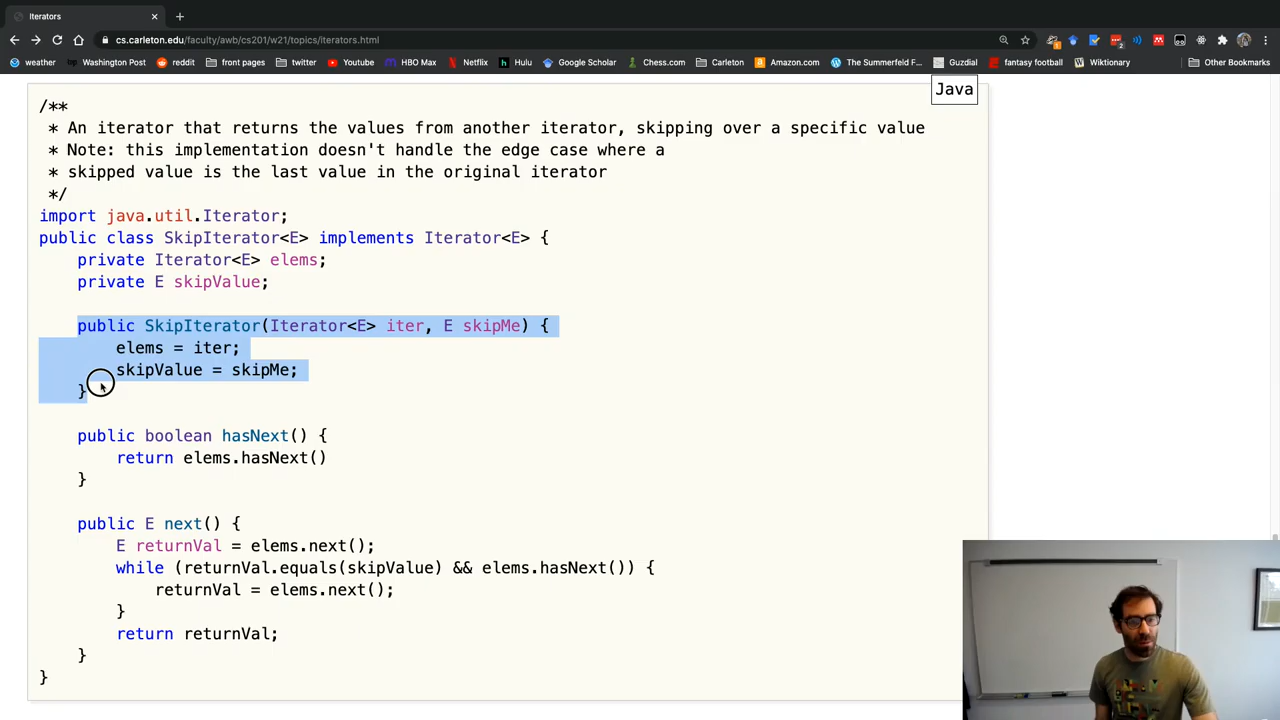 Iterators
cs.carleton.edu/faculty/awb/cs201/w21/topics/iterators.html
weather Washington Post reddit front pages twitter Youtube HBO Max Netflix Hulu Google Scholar Chess.com Carleton Amazon.com The Summerfield F... Guzdial fantasy football Wiktionary Other Bookmarks
Java
/**
* An iterator that returns the values from another iterator, skipping over a specific value
* Note: this implementation doesn't handle the edge case where a
* skipped value is the last value in the original iterator
*/
import java.util.Iterator;
public class SkipIterator<E> implements Iterator<E> {
private Iterator<E> elems;
private E skipValue;
public SkipIterator(Iterator<E> iter, E skipMe) {
elems = iter;
skipValue = skipMe;
}
public boolean hasNext() {
return elems.hasNext()
}
public E next() {
E returnVal = elems.next();
while (returnVal.equals(skipValue) && elems.hasNext()) {
returnVal = elems.next();
}
return returnVal;
}
}